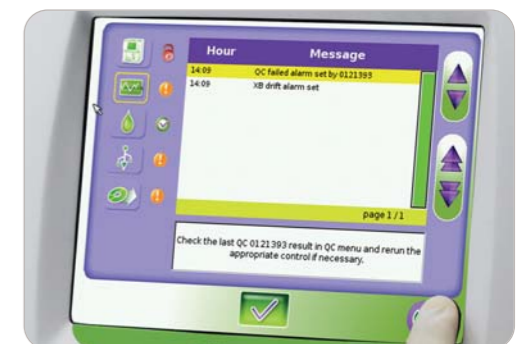 Hour Message
14:09 QC failed alarm set by 0121393
14:09 XB drift alarm set
page 1/1
Check the last QC 0121393 result in QC menu and rerun the
appropriate control if necessary.